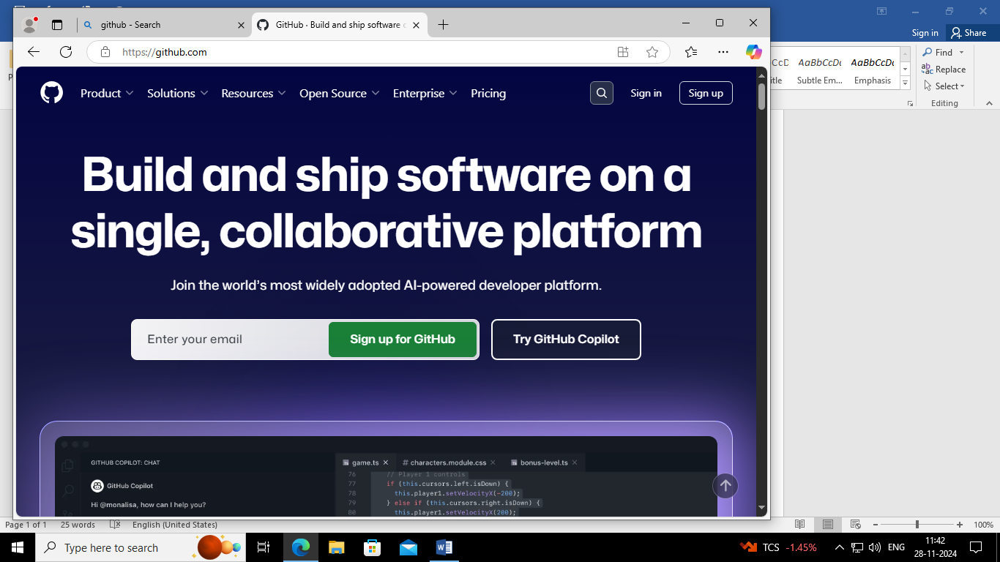 github - Search
GitHub · Build and ship software
https://github.com
Sign in
Share
Subtle Em...
Emphasis
AaBbCcDc
Find
Replace
Select
Editing
Product
Solutions
Resources
Open Source
Enterprise
Pricing
Sign in
Sign up
Build and ship software on a
single, collaborative platform
Join the world's most widely adopted AI-powered developer platform.
Enter your email
Sign up for GitHub
Try GitHub Copilot
GITHUB COPILOT: CHAT
GitHub Copilot
Hi @monalisa, how can I help you?
game.ts
# characters.module.css
bonus-level.ts
76 // Player 1 controls
77 if (this.cursors.left.isDown) {
78 this.player1.setVelocityX(-200);
79 } else if (this.cursors.right.isDown) {
80 this.player1.setVelocityX(200);
Page 1 of 1
25 words
English (United States)
100%
Type here to search
TCS -1.45%
ENG
11:42
28-11-2024